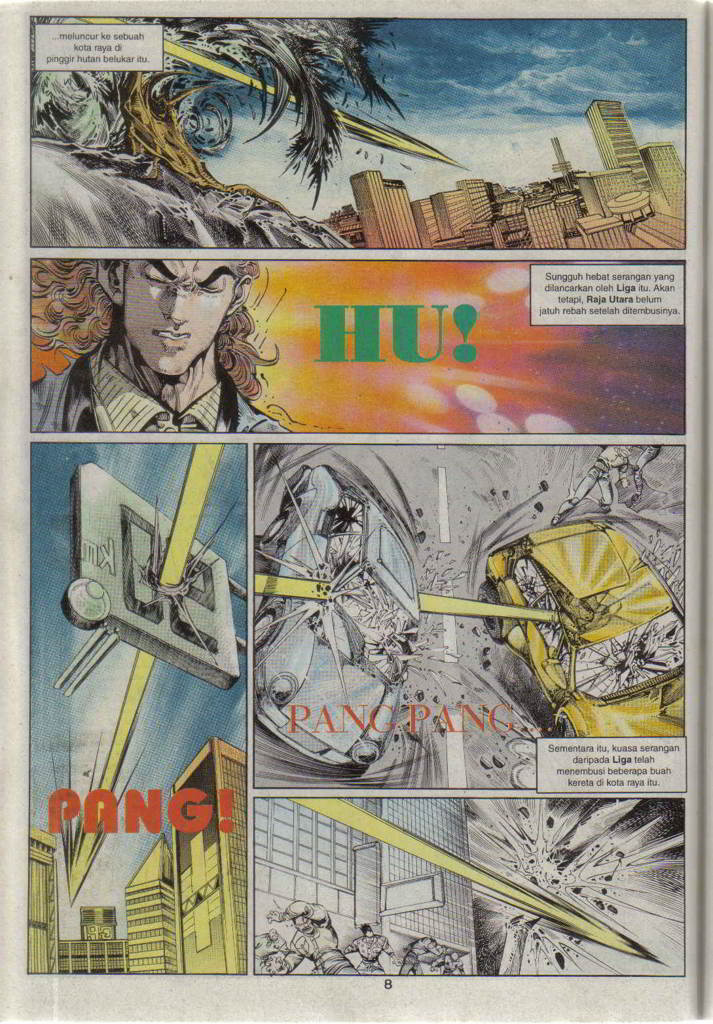 ...meluncur ke sebuah
kota raya di
pinggir hutan belukar itu.
Sungguh hebat serangan yang
dilancarkan oleh Liga itu. Akan
tetapi, Raja Utara belum
jatuh rebah setelah ditembusinya.
HU!
PANG!
PANG PANG
Sementara itu, kuasa serangan
daripada Liga telah
menembusi beberapa buah
kereta di kota raya itu.
8